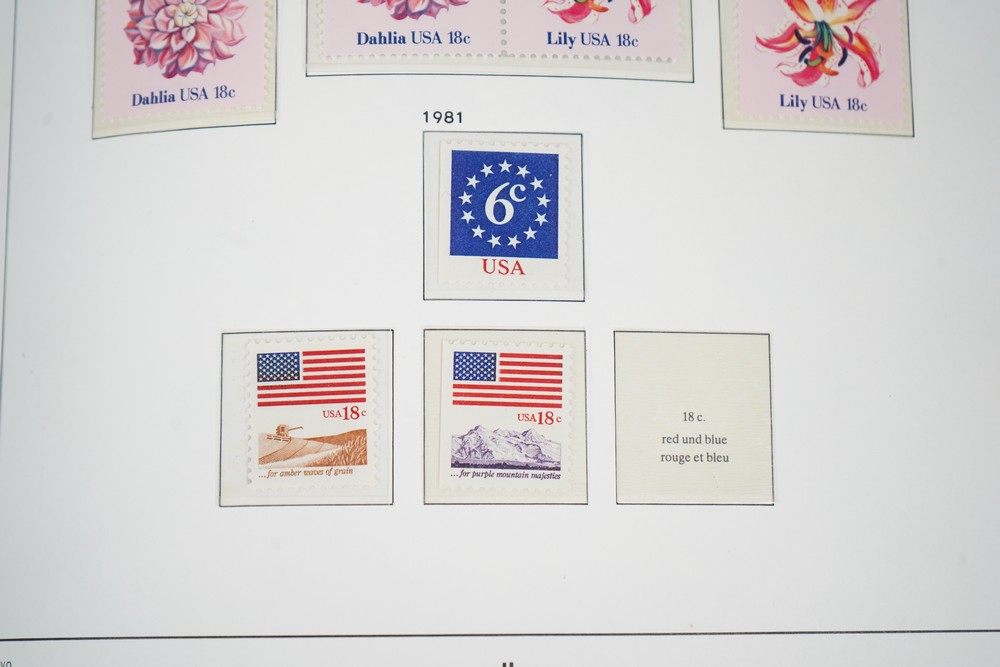 Dahlia USA 18c
Dahlia USA 18c
Lily USA 18c
Lily USA 18c
1981
6c
USA
USA 18c
...for amber waves of grain
USA 18c
...for purple mountain majesties
18 c.
red und blue
rouge et bleu